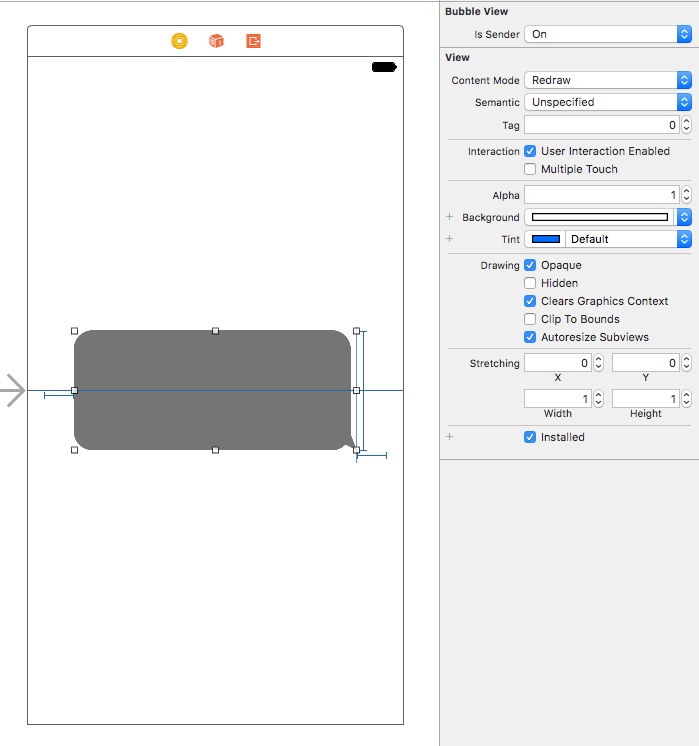 Bubble View
Is Sender On
View
Content Mode Redraw
Semantic Unspecified
Tag 0
Interaction User Interaction Enabled
Multiple Touch
Alpha 1
+ Background
+ Tint Default
Drawing Opaque
Hidden
Clears Graphics Context
Clip To Bounds
Autoresize Subviews
Stretching 0 0
X Y
1 1
Width Height
+ Installed